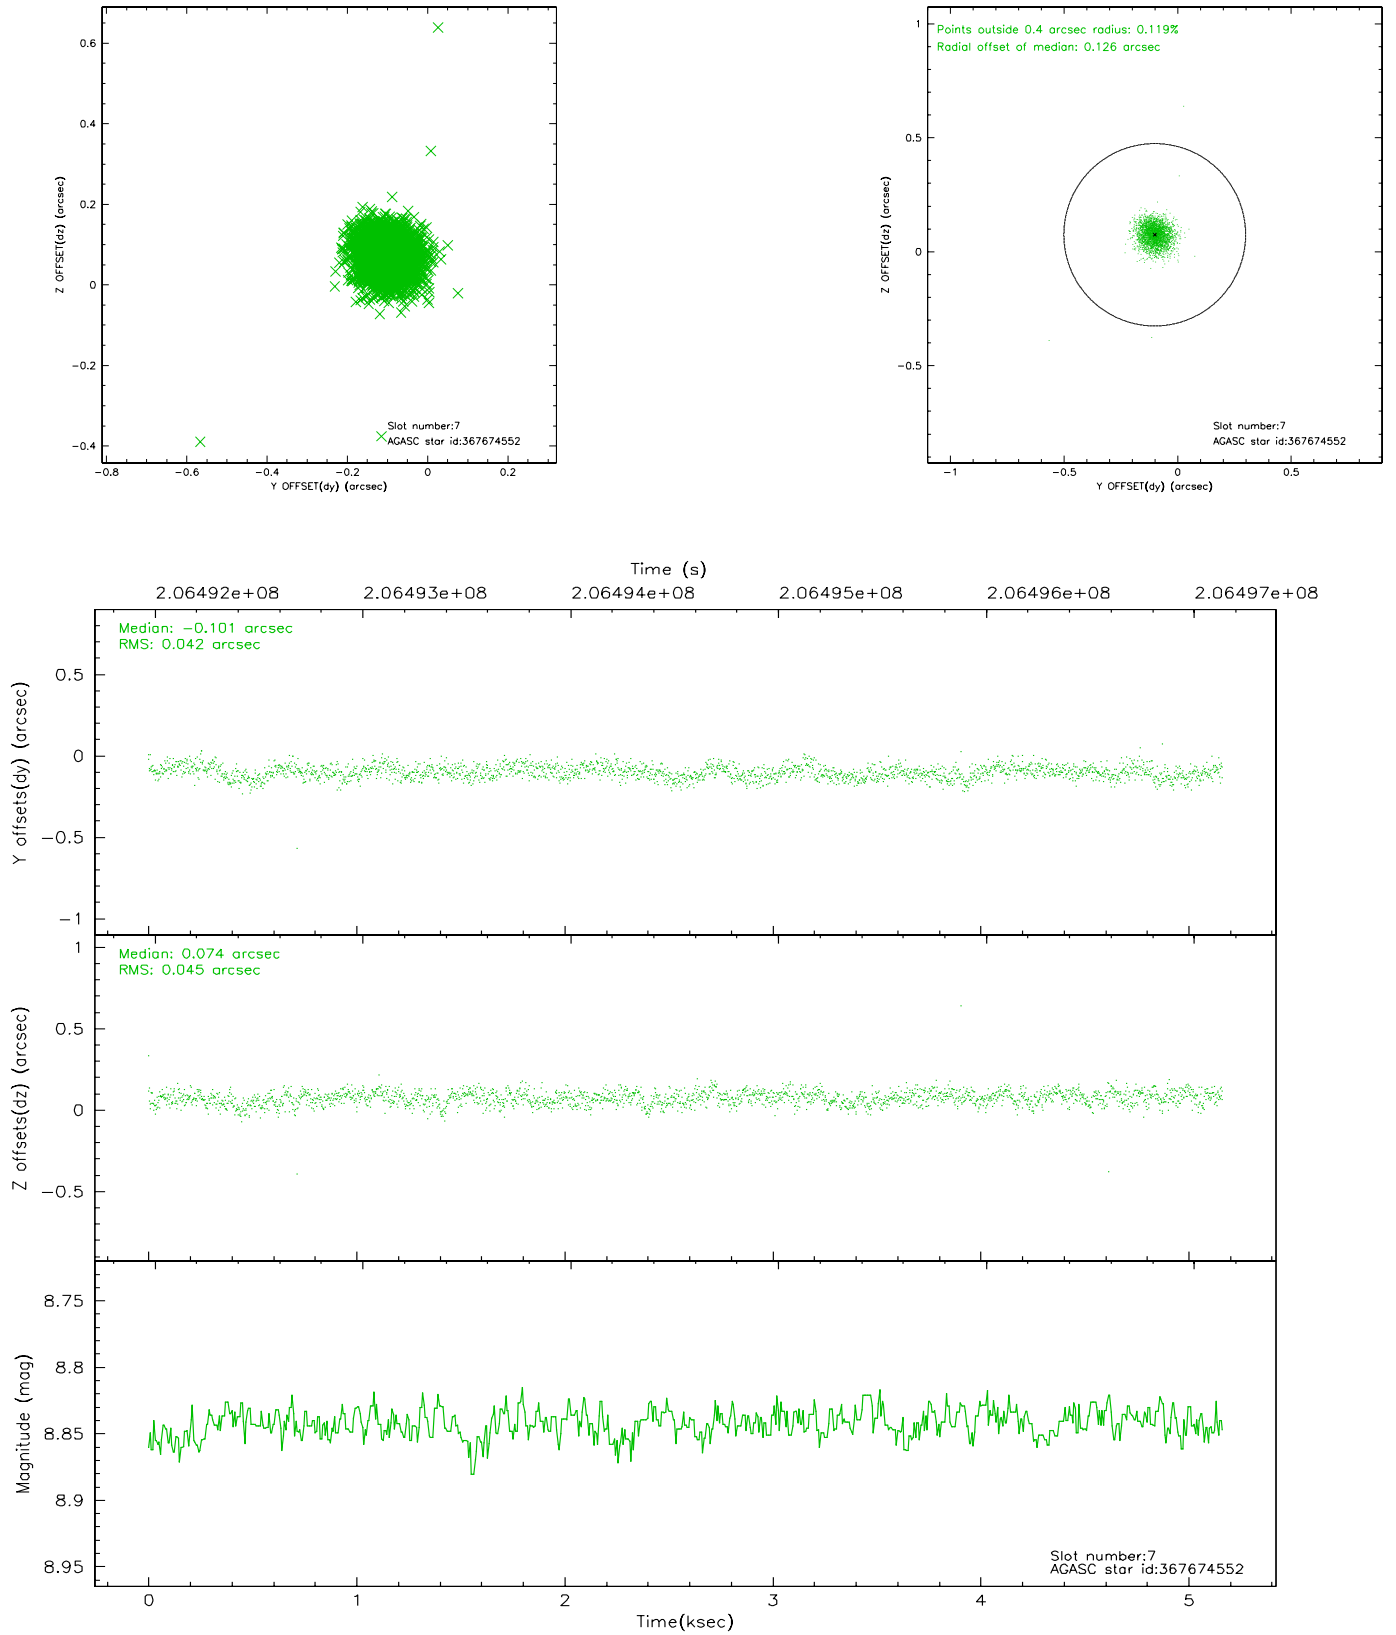 0.6
0.4
0.2
0
−0.2
−0.4
Z OFFSET(dz) (arcsec)
−0.8 −0.6 −0.4 −0.2 0 0.2
Y OFFSET(dy) (arcsec)
Slot number:7
AGASC star id:367674552
Points outside 0.4 arcsec radius: 0.119%
Radial offset of median: 0.126 arcsec
1
0.5
0
−0.5
Z OFFSET(dz) (arcsec)
−1 −0.5 0 0.5
Y OFFSET(dy) (arcsec)
Slot number:7
AGASC star id:367674552
Time (s)
2.06492e+08 2.06493e+08 2.06494e+08 2.06495e+08 2.06496e+08 2.06497e+08
Median: −0.101 arcsec
RMS: 0.042 arcsec
0.5
0
−0.5
−1
Y offsets(dy) (arcsec)
Median: 0.074 arcsec
RMS: 0.045 arcsec
1
0.5
0
−0.5
Z offsets(dz) (arcsec)
8.75
8.8
8.85
8.9
8.95
Magnitude (mag)
Slot number:7
AGASC star id:367674552
0 1 2 3 4 5
Time(ksec)